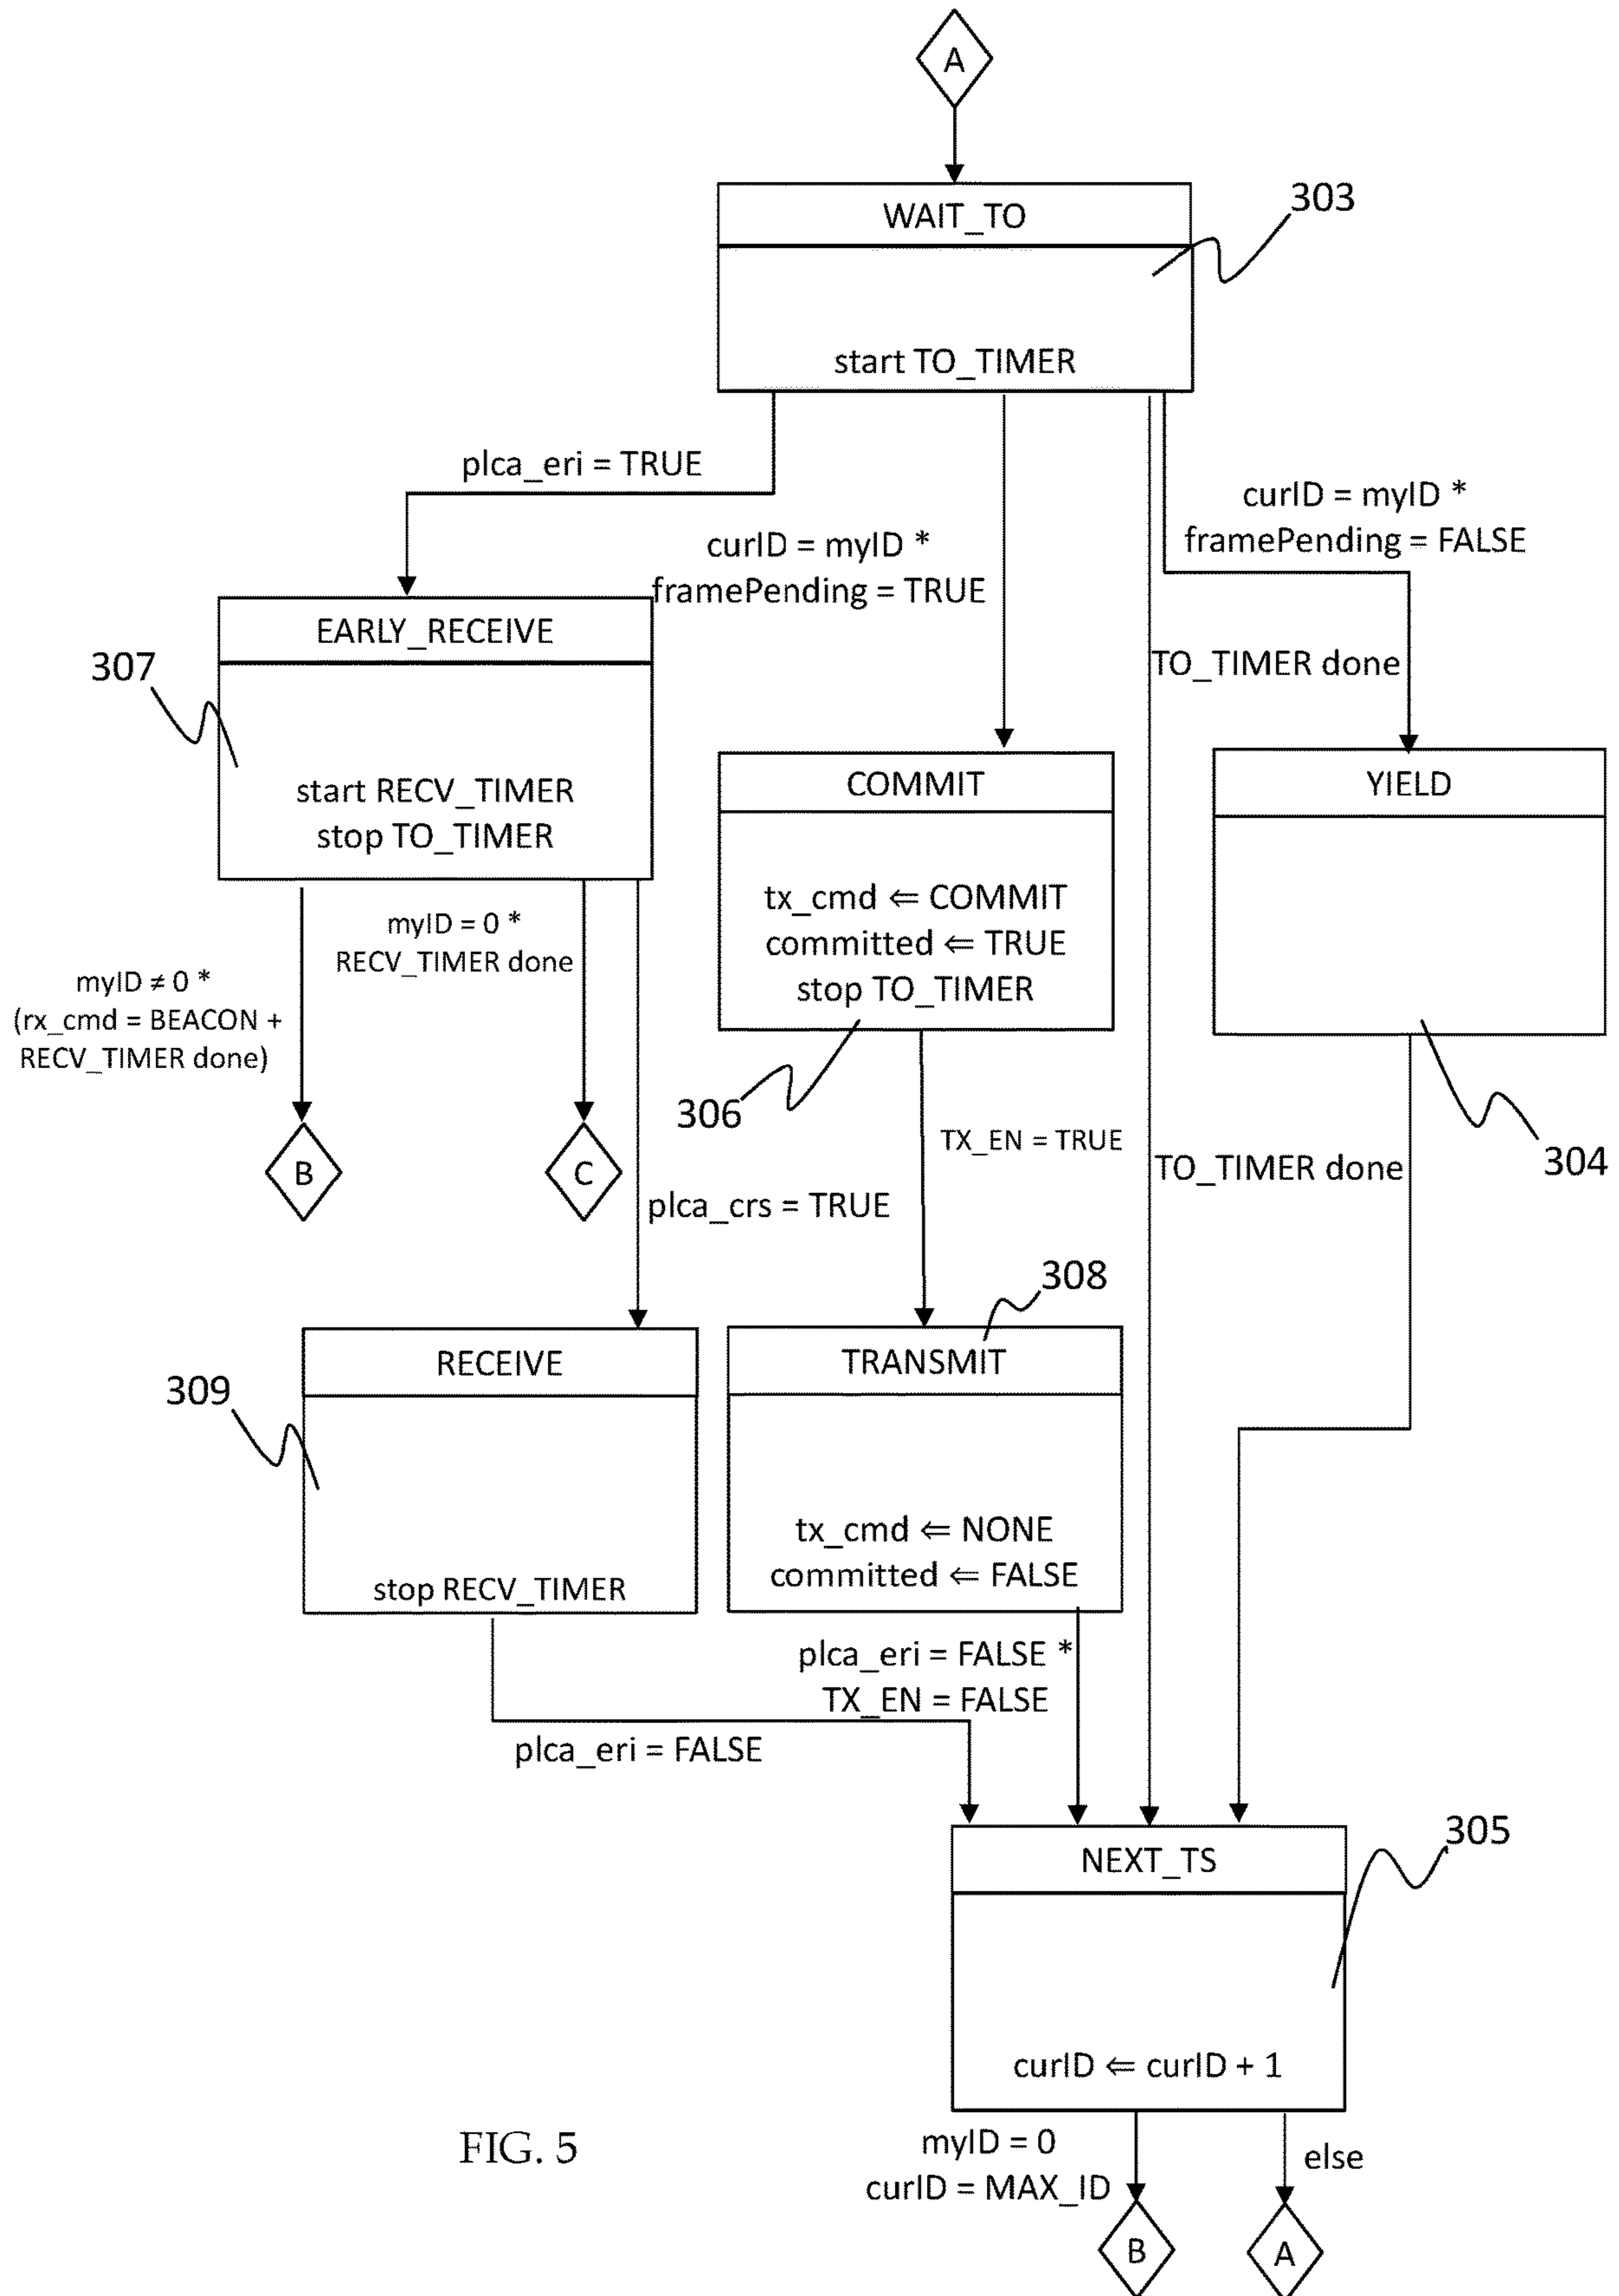 A
WAIT_TO
303
start TO_TIMER
plca_eri = TRUE
curID = myID *
framePending = TRUE
curID = myID *
framePending = FALSE
TO_TIMER done
EARLY_RECEIVE
307
start RECV_TIMER
stop TO_TIMER
COMMIT
tx_cmd ⇐ COMMIT
committed ⇐ TRUE
stop TO_TIMER
306
YIELD
304
myID ≠ 0 *
(rx_cmd = BEACON +
RECV_TIMER done)
myID = 0 *
RECV_TIMER done
B
C
plca_crs = TRUE
TX_EN = TRUE
TO_TIMER done
308
RECEIVE
309
stop RECV_TIMER
TRANSMIT
tx_cmd ⇐ NONE
committed ⇐ FALSE
plca_eri = FALSE *
TX_EN = FALSE
plca_eri = FALSE
305
NEXT_TS
curID ⇐ curID + 1
FIG. 5
myID = 0
curID = MAX_ID
else
B
A